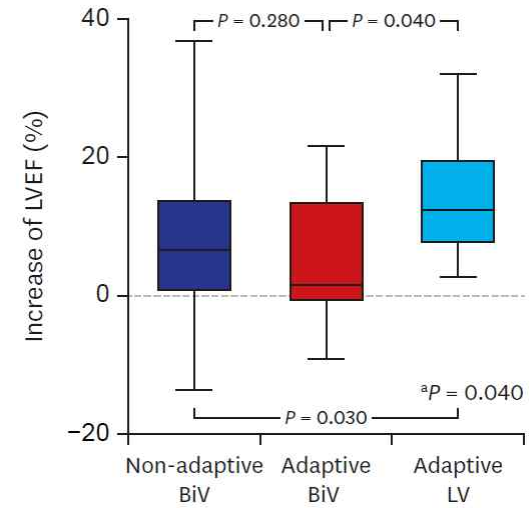 40
P = 0.280
P = 0.040
20
Increase of LVEF (%)
0
ᵃP = 0.040
P = 0.030
−20
Non-adaptive BiV
Adaptive BiV
Adaptive LV